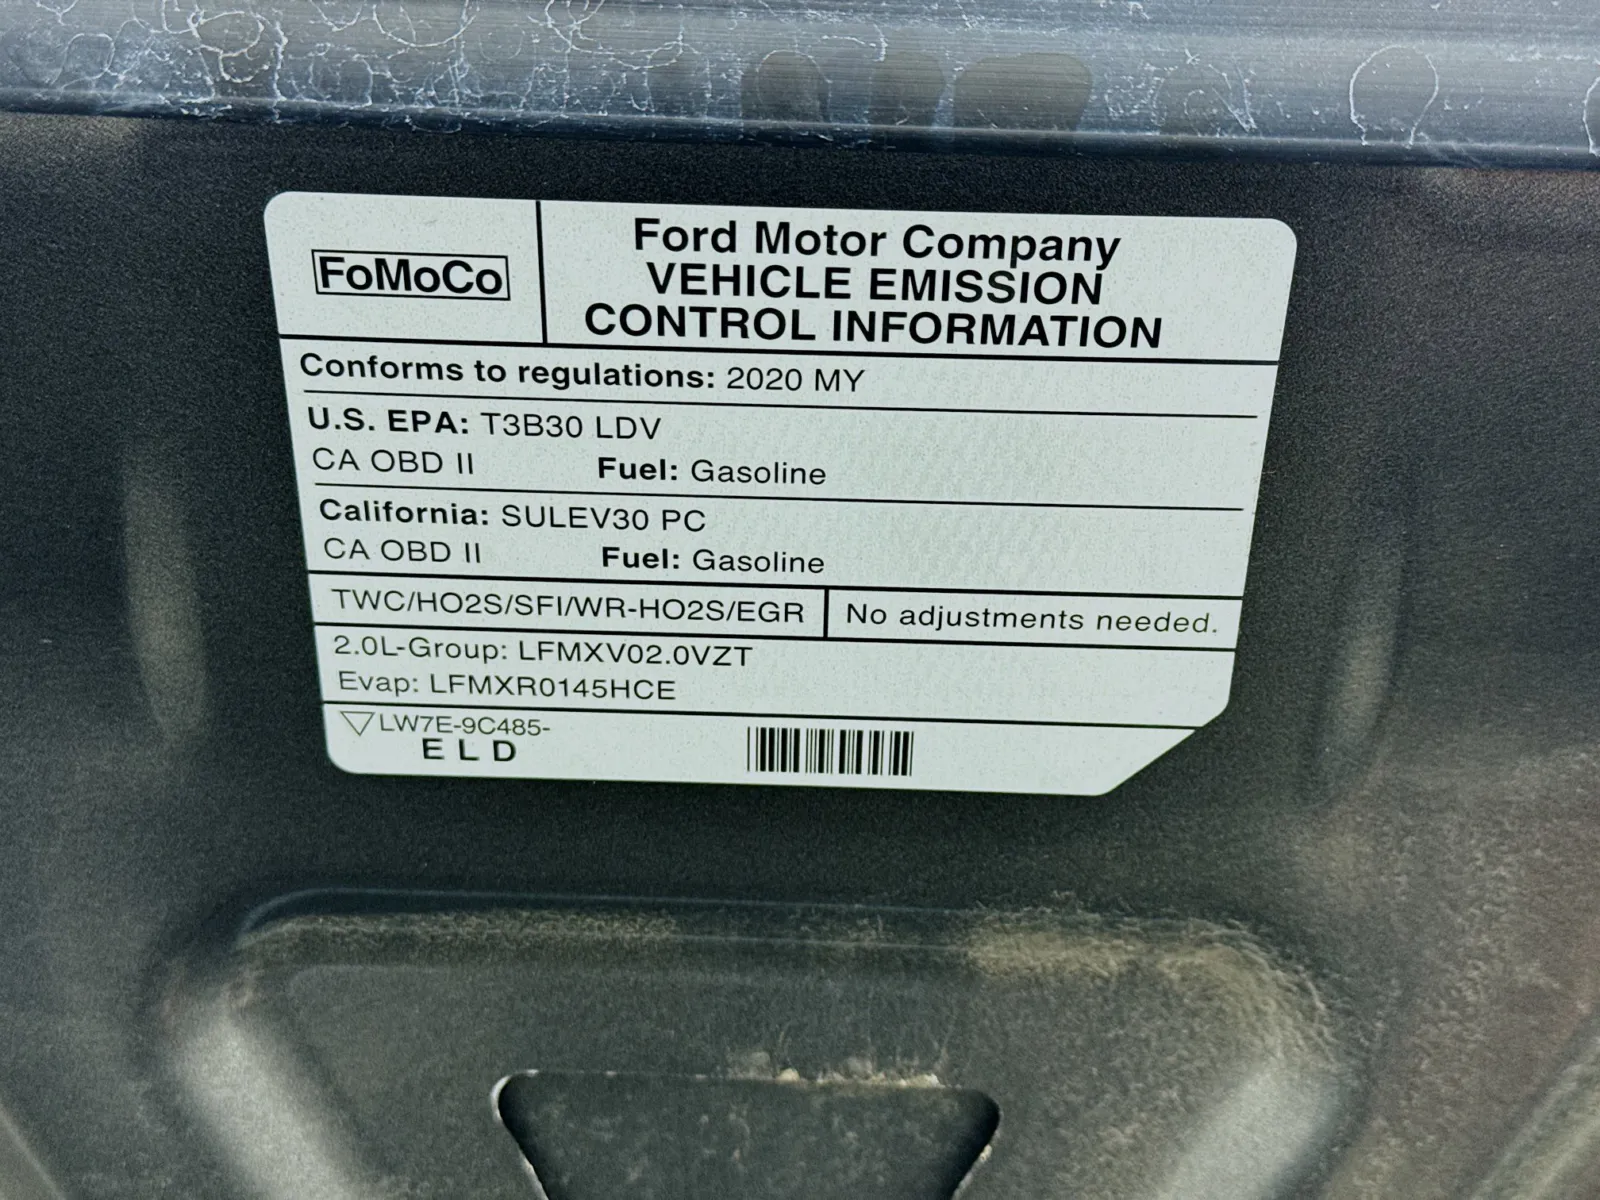 FoMoCo
Ford Motor Company
VEHICLE EMISSION
CONTROL INFORMATION
Conforms to regulations: 2020 MY
U.S. EPA: T3B30 LDV
CA OBD II Fuel: Gasoline
California: SULEV30 PC
CA OBD II Fuel: Gasoline
TWC/HO2S/SFI/WR-HO2S/EGR No adjustments needed.
2.0L-Group: LFMXV02.0VZT
Evap: LFMXR0145HCE
LW7E-9C485-
E L D